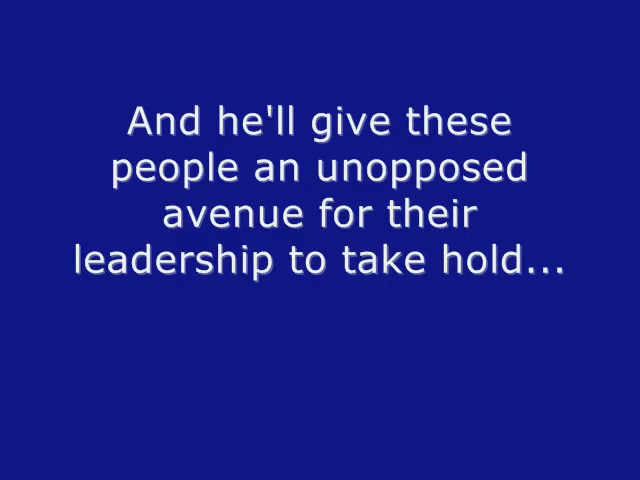 And he'll give these
people an unopposed
avenue for their
leadership to take hold...